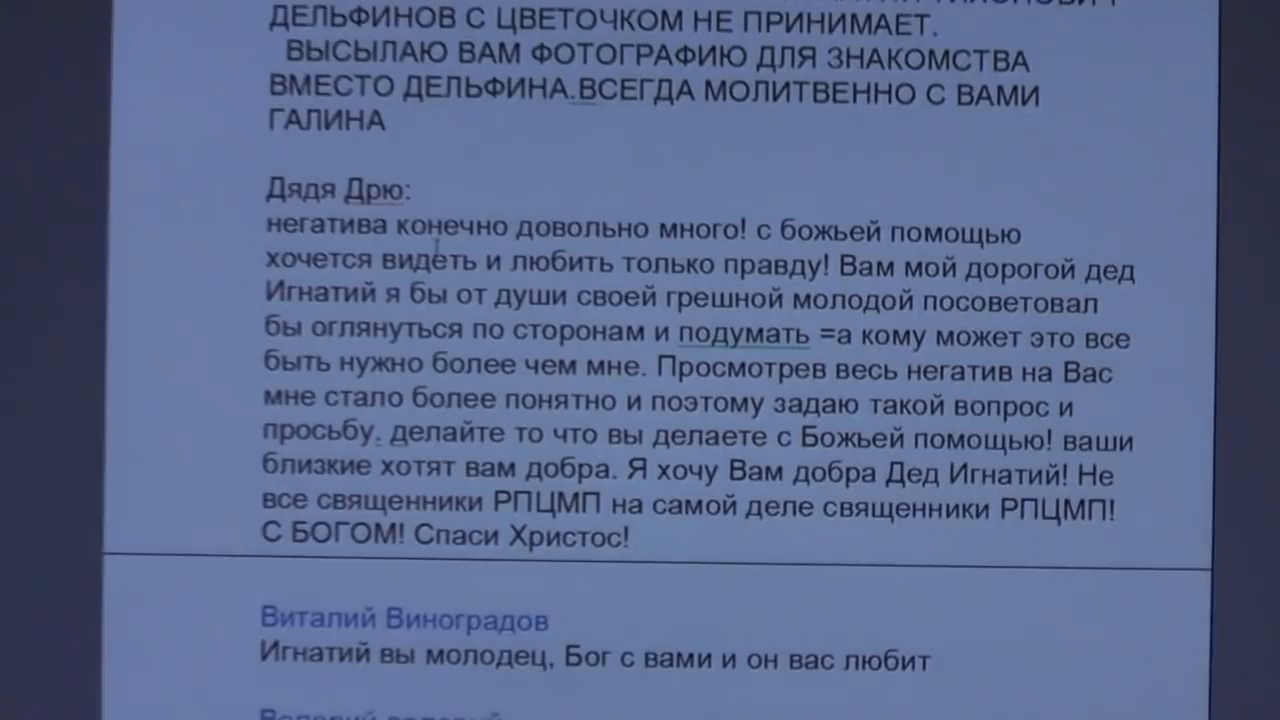 ДЕЛЬФИНОВ С ЦВЕТОЧКОМ НЕ ПРИНИМАЕТ.
ВЫСЫЛАЮ ВАМ ФОТОГРАФИЮ ДЛЯ ЗНАКОМСТВА
ВМЕСТО ДЕЛЬФИНА.ВСЕГДА МОЛИТВЕННО С ВАМИ
ГАЛИНА
Дядя Дрю:
негатива конечно довольно много! с божьей помощью
хочется видеть и любить только правду! Вам мой дорогой дед
Игнатий я бы от души своей грешной молодой посоветовал
бы оглянуться по сторонам и подумать =а кому может это все
быть нужно более чем мне. Просмотрев весь негатив на Вас
мне стало более понятно и поэтому задаю такой вопрос и
просьбу. делайте то что вы делаете с Божьей помощью! ваши
близкие хотят вам добра. Я хочу Вам добра Дед Игнатий! Не
все священники РПЦМП на самой деле священники РПЦМП!
С БОГОМ! Спаси Христос!
Виталий Виноградов
Игнатий вы молодец, Бог с вами и он вас любит